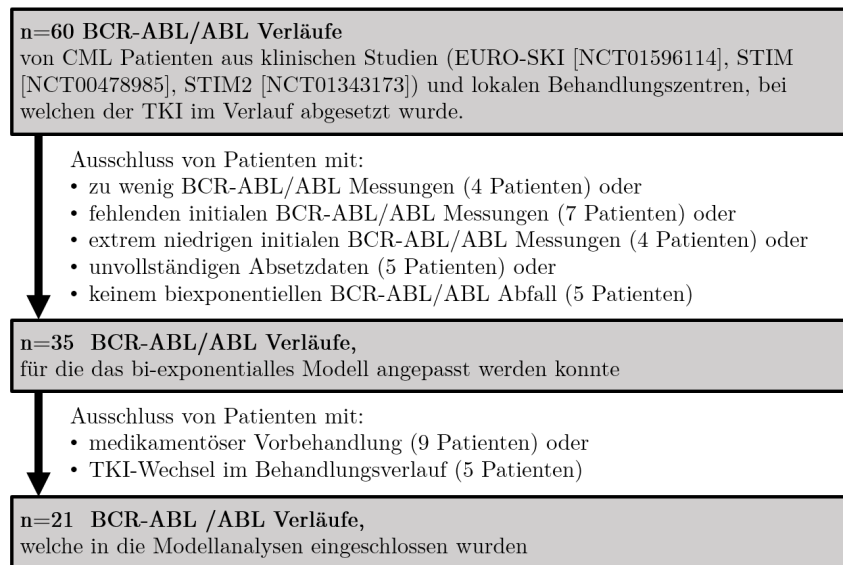 n=60 BCR-ABL/ABL Verläufe
von CML Patienten aus klinischen Studien (EURO-SKI [NCT01596114], STIM
[NCT00478985], STIM2 [NCT01343173]) und lokalen Behandlungszentren, bei
welchen der TKI im Verlauf abgesetzt wurde.
Ausschluss von Patienten mit:
• zu wenig BCR-ABL/ABL Messungen (4 Patienten) oder
• fehlenden initialen BCR-ABL/ABL Messungen (7 Patienten) oder
• extrem niedrigen initialen BCR-ABL/ABL Messungen (4 Patienten) oder
• unvollständigen Absetzdaten (5 Patienten) oder
• keinem biexponentiellen BCR-ABL/ABL Abfall (5 Patienten)
n=35 BCR-ABL/ABL Verläufe,
für die das bi-exponentialles Modell angepasst werden konnte
Ausschluss von Patienten mit:
• medikamentöser Vorbehandlung (9 Patienten) oder
• TKI-Wechsel im Behandlungsverlauf (5 Patienten)
n=21 BCR-ABL /ABL Verläufe,
welche in die Modellanalysen eingeschlossen wurden